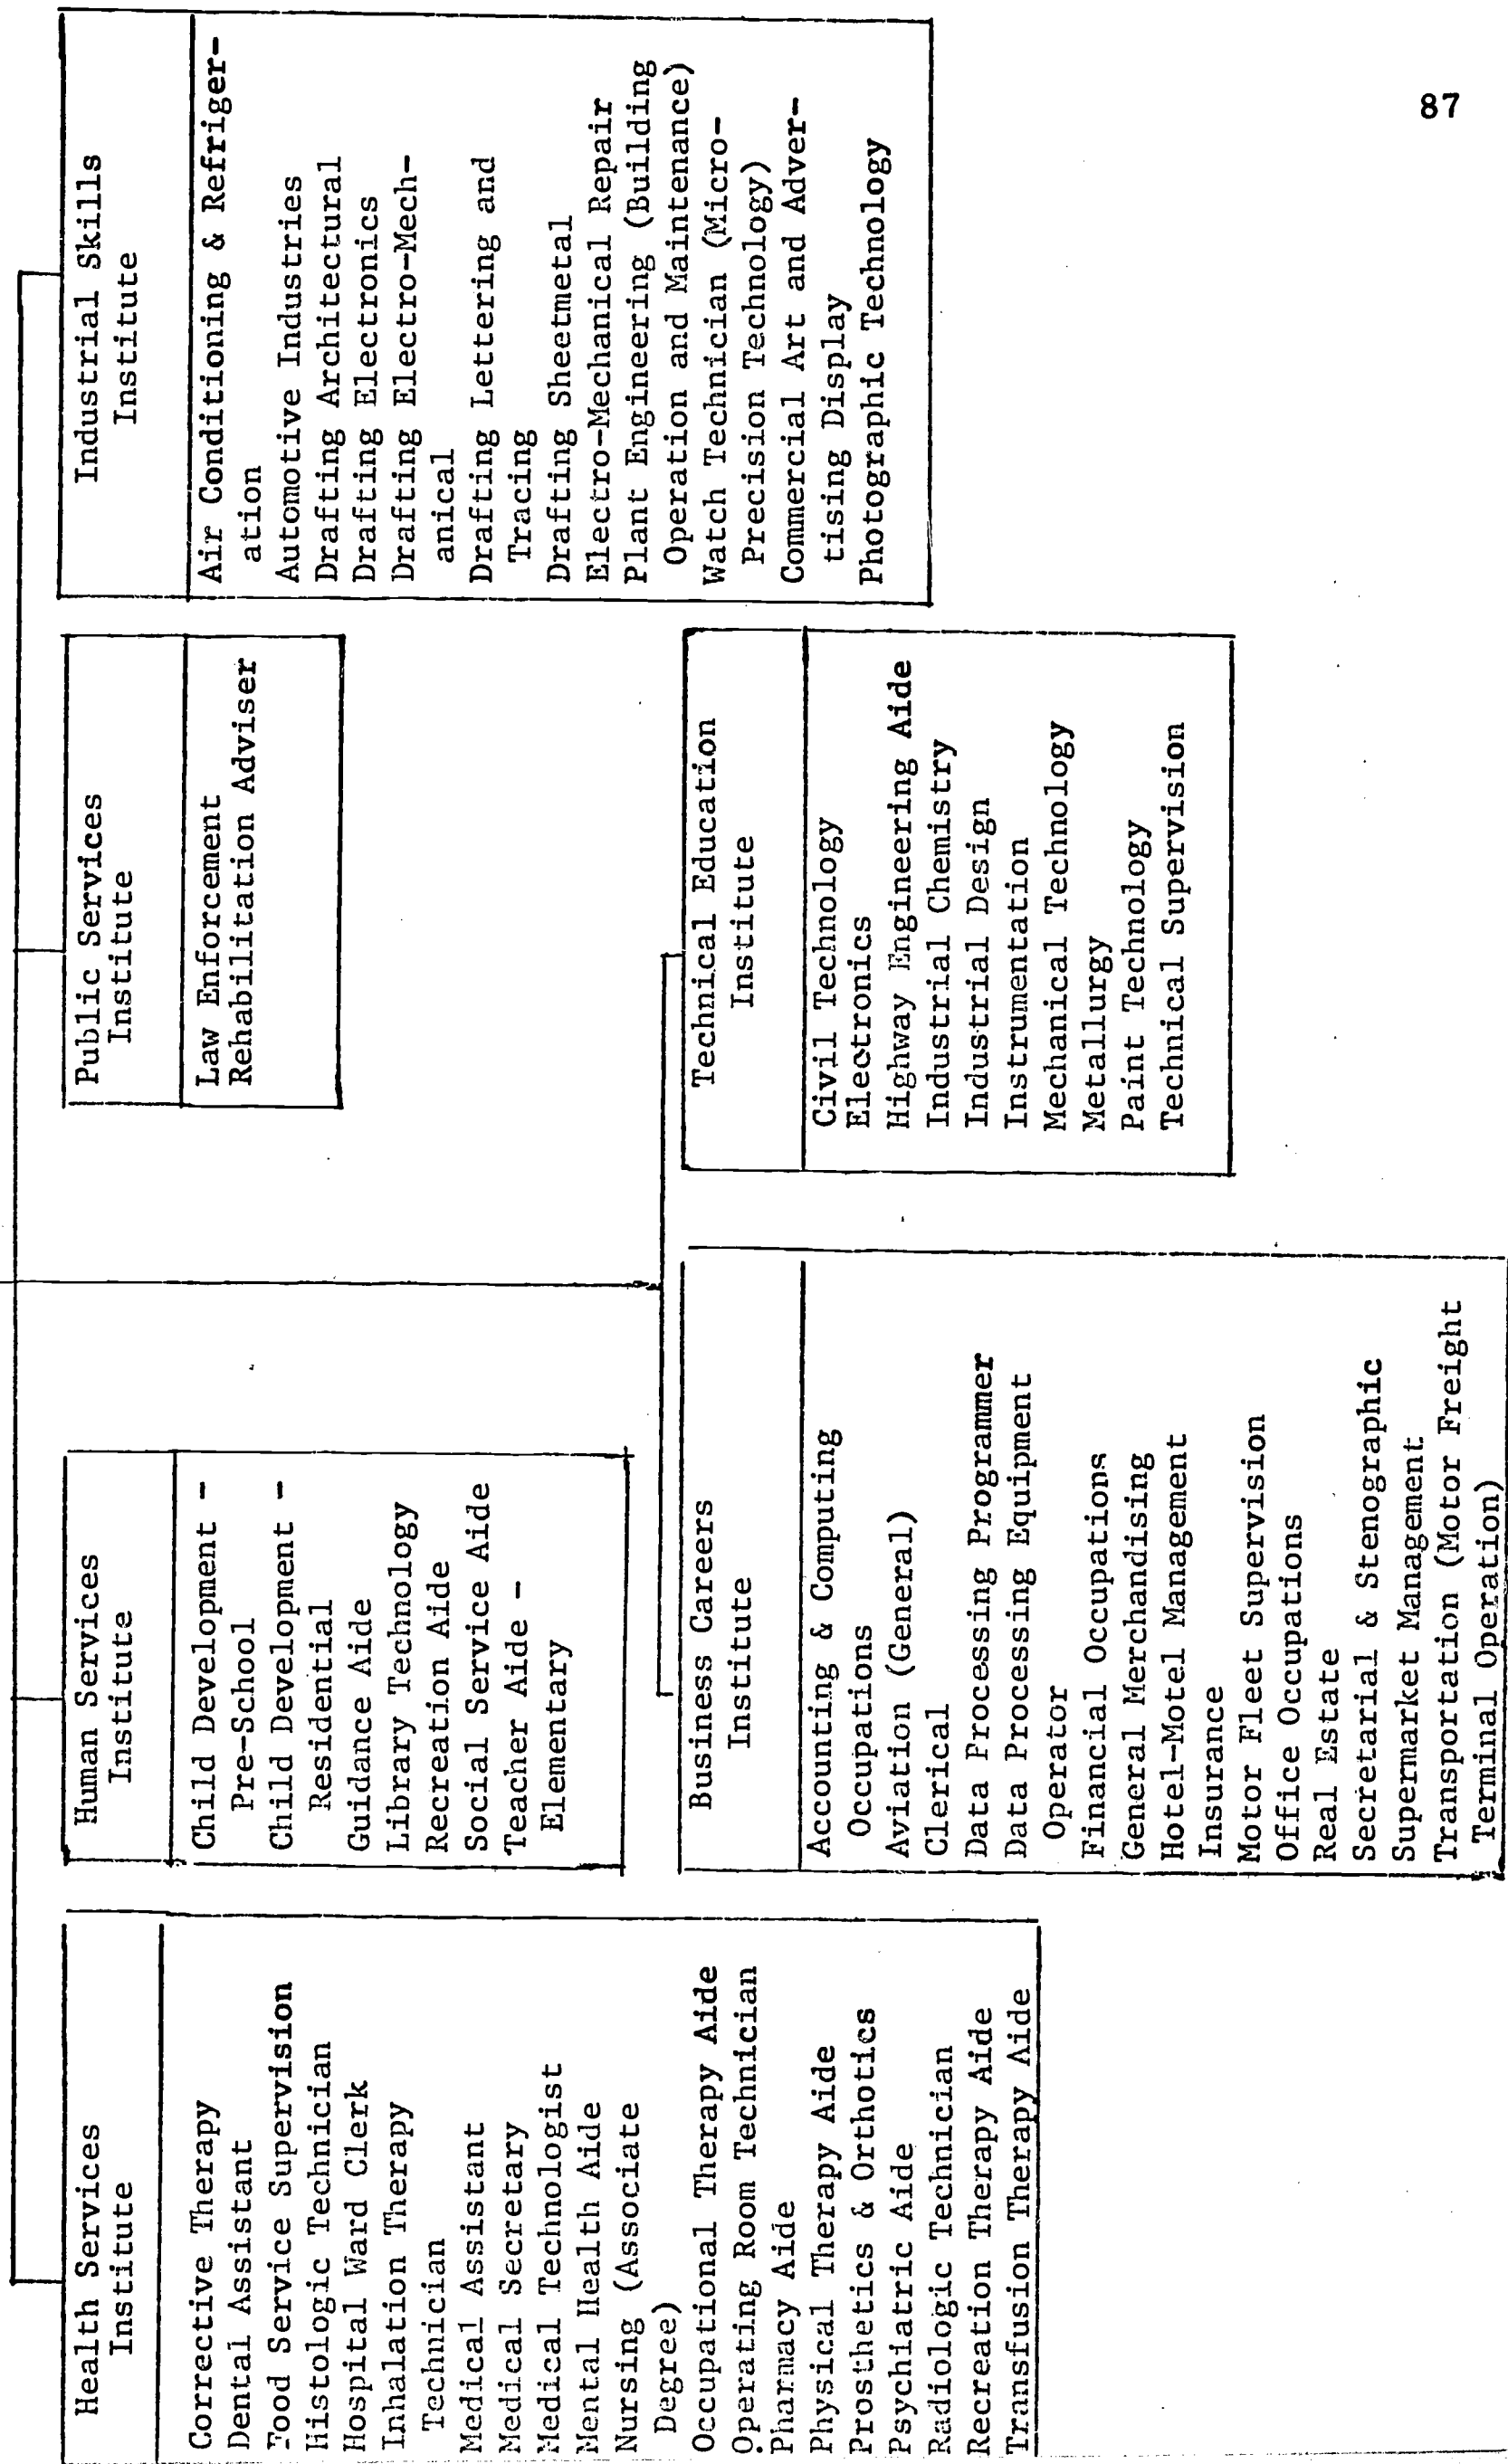 87
Health Services
Institute
Corrective Therapy
Dental Assistant
Food Service Supervision
Histologic Technician
Hospital Ward Clerk
Inhalation Therapy
Technician
Medical Assistant
Medical Secretary
Medical Technologist
Mental Health Aide
Nursing (Associate
Degree)
Occupational Therapy Aide
Operating Room Technician
Pharmacy Aide
Physical Therapy Aide
Prosthetics & Orthotics
Psychiatric Aide
Radiologic Technician
Recreation Therapy Aide
Transfusion Therapy Aide
Human Services
Institute
Child Development -
Pre-School
Child Development -
Residential
Guidance Aide
Library Technology
Recreation Aide
Social Service Aide
Teacher Aide -
Elementary
Public Services
Institute
Law Enforcement
Rehabilitation Adviser
Industrial Skills
Institute
Air Conditioning & Refriger-
ation
Automotive Industries
Drafting Architectural
Drafting Electronics
Drafting Electro-Mech-
anical
Drafting Lettering and
Tracing
Drafting Sheetmetal
Electro-Mechanical Repair
Plant Engineering (Building
Operation and Maintenance)
Watch Technician (Micro-
Precision Technology)
Commercial Art and Adver-
tising Display
Photographic Technology
Business Careers
Institute
Accounting & Computing
Occupations
Aviation (General)
Clerical
Data Processing Programmer
Data Processing Equipment
Operator
Financial Occupations
General Merchandising
Hotel-Motel Management
Insurance
Motor Fleet Supervision
Office Occupations
Real Estate
Secretarial & Stenographic
Supermarket Management
Transportation (Motor Freight
Terminal Operation)
Technical Education
Institute
Civil Technology
Electronics
Highway Engineering Aide
Industrial Chemistry
Industrial Design
Instrumentation
Mechanical Technology
Metallurgy
Paint Technology
Technical Supervision